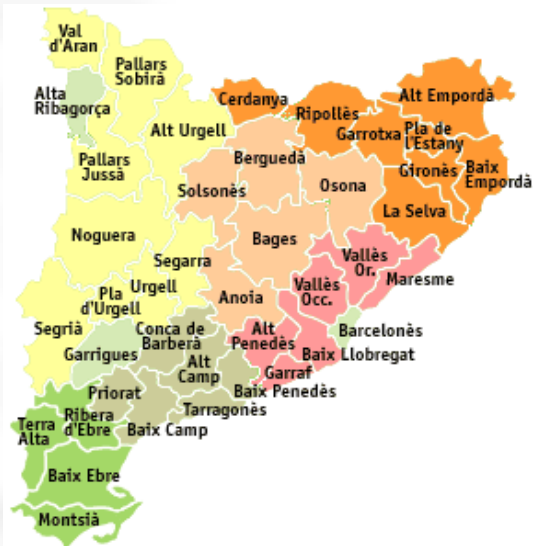 Val
d'Aran
Pallars
Sobirà
Alta
Ribagorça
Cerdanya
Ripollès
Alt Empordà
Alt Urgell
Garrotxa
Pla de
l'Estany
Pallars
Jussà
Berguedà
Gironès
Baix
Empordà
Solsonès
Osona
La Selva
Noguera
Bages
Vallès
Or.
Segarra
Maresme
Vallès
Occ.
Urgell
Pla
d'Urgell
Anoia
Segrià
Conca de
Barberà
Alt
Penedès
Barcelonès
Garrigues
Baix Llobregat
Alt
Camp
Garraf
Priorat
Baix Penedès
Tarragonès
Ribera
d'Ebre
Terra
Alta
Baix Camp
Baix Ebre
Montsià